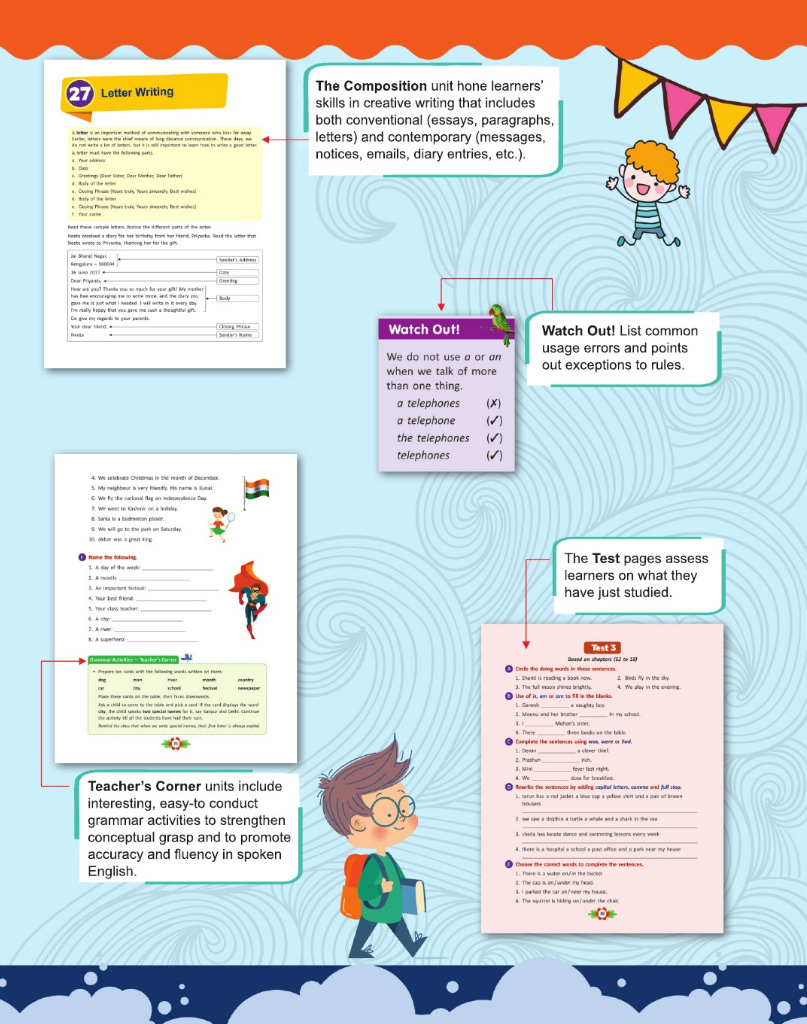 27 Letter Writing
A letter is an important method of communicating with someone who lives far away.
Earlier, letters were the chief means of long distance communication. These days, we
do not write a lot of letters, but it is still important to learn how to write a good letter.
A letter must have the following parts.
a. Your address
b. Date
c. Greetings (Dear Sister, Dear Mother, Dear Father)
d. Body of the letter
e. Closing Phrase (Yours truly, Yours sincerely, Best wishes)
d. Body of the letter
e. Closing Phrase (Yours truly, Yours sincerely, Best wishes)
f. Your name
Read these sample letters. Notice the different parts of the letter.
Neeta received a diary for her birthday from her friend, Priyanka. Read the letter that
Neeta wrote to Priyanka, thanking her for the gift.
Jai Bharat Nagar,
Bengaluru – 560094
Sender's Address
16 June 2017
Date
Dear Priyanka,
Greeting
How are you? Thank you so much for your gift! My mother
has been encouraging me to write more, and the diary you
gave me is just what I needed. I will write in it every day.
I'm really happy that you gave me such a thoughtful gift.
Body
Do give my regards to your parents.
Your dear friend,
Closing Phrase
Neeta
Sender's Name
The Composition unit hone learners'
skills in creative writing that includes
both conventional (essays, paragraphs,
letters) and contemporary (messages,
notices, emails, diary entries, etc.).
Watch Out!
We do not use a or an
when we talk of more
than one thing.
a telephones (✗)
a telephone (✓)
the telephones (✓)
telephones (✓)
Watch Out! List common
usage errors and points
out exceptions to rules.
4. We celebrate Christmas in the month of December.
5. My neighbour is very friendly. His name is Kunal.
6. We fly the national flag on Independence Day.
7. We went to Kashmir on a holiday.
8. Sania is a badminton player.
9. We will go to the park on Saturday.
10. Akbar was a great king.
F Name the following.
1. A day of the week:
2. A month:
3. An important festival:
4. Your best friend:
5. Your class teacher:
6. A city:
7. A river:
8. A superhero:
Grammar Activities — Teacher's Corner
• Prepare ten cards with the following words written on them:
dog man river month country
car city school festival newspaper
Place these cards on the table, their faces downwards.
Ask a child to come to the table and pick a card. If the card displays the word
city, the child speaks two special names for it, say Kanpur and Delhi. Continue
the activity till all the students have had their turn.
Remind the class that when we write special names, their first letter is always capital.
The Test pages assess
learners on what they
have just studied.
Test 3
Based on chapters (13 to 18)
A Circle the doing words in these sentences.
1. Shanti is reading a book now. 2. Birds fly in the sky.
3. The full moon shines brightly. 4. We play in the evening.
B Use of is, am or are to fill in the blanks.
1. Ganesh __________ a naughty boy.
2. Meenu and her brother __________ in my school.
3. I __________ Mohan's sister.
4. There __________ three books on the table.
C Complete the sentences using was, were or had.
1. Devan __________ a clever thief.
2. Prashun __________ rich.
3. Mini __________ fever last night.
4. We __________ dosa for breakfast.
D Rewrite the sentences by adding capital letters, comma and full stop.
1. tarun has a red jacket a blue cap a yellow shirt and a pair of brown
trousers
2. we saw a dolphin a turtle a whale and a shark in the sea
3. sheila has karate dance and swimming lessons every week
4. there is a hospital a school a post office and a park near my house
E Choose the correct words to complete the sentences.
1. There is a water on/in the bucket.
2. The cap is on/under my head.
3. I parked the car on/near my house.
4. The squirrel is hiding on/under the chair.
Teacher's Corner units include
interesting, easy-to conduct
grammar activities to strengthen
conceptual grasp and to promote
accuracy and fluency in spoken
English.